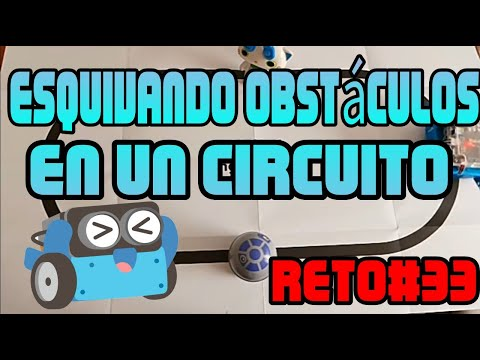 ESQUIVANDO OBSTáCULOS
EN UN CIRCUITO
RETO#33